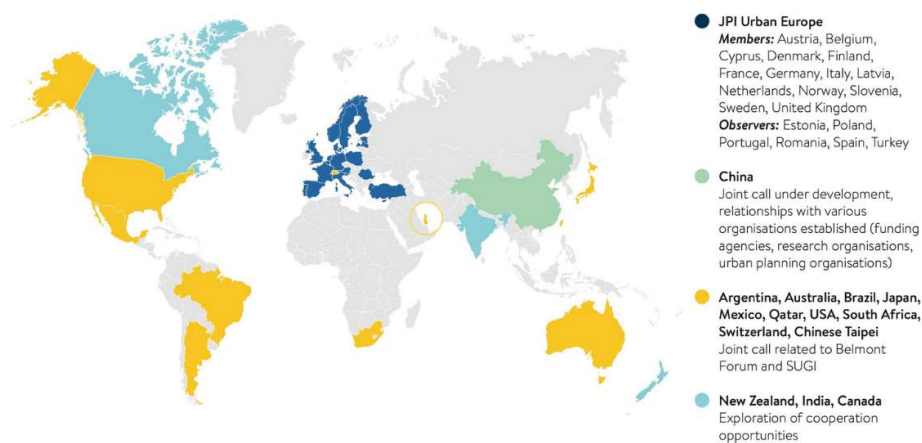 JPI Urban Europe
Members: Austria, Belgium,
Cyprus, Denmark, Finland,
France, Germany, Italy, Latvia,
Netherlands, Norway, Slovenia,
Sweden, United Kingdom
Observers: Estonia, Poland,
Portugal, Romania, Spain, Turkey
China
Joint call under development,
relationships with various
organisations established (funding
agencies, research organisations,
urban planning organisations)
Argentina, Australia, Brazil, Japan,
Mexico, Qatar, USA, South Africa,
Switzerland, Chinese Taipei
Joint call related to Belmont
Forum and SUGI
New Zealand, India, Canada
Exploration of cooperation
opportunities